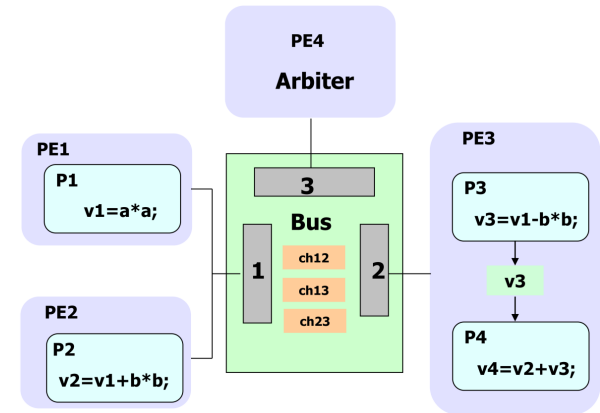 PE4
Arbiter
PE1
P1
v1=a*a;
PE2
P2
v2=v1+b*b;
3
Bus
1
2
ch12
ch13
ch23
PE3
P3
v3=v1-b*b;
v3
P4
v4=v2+v3;